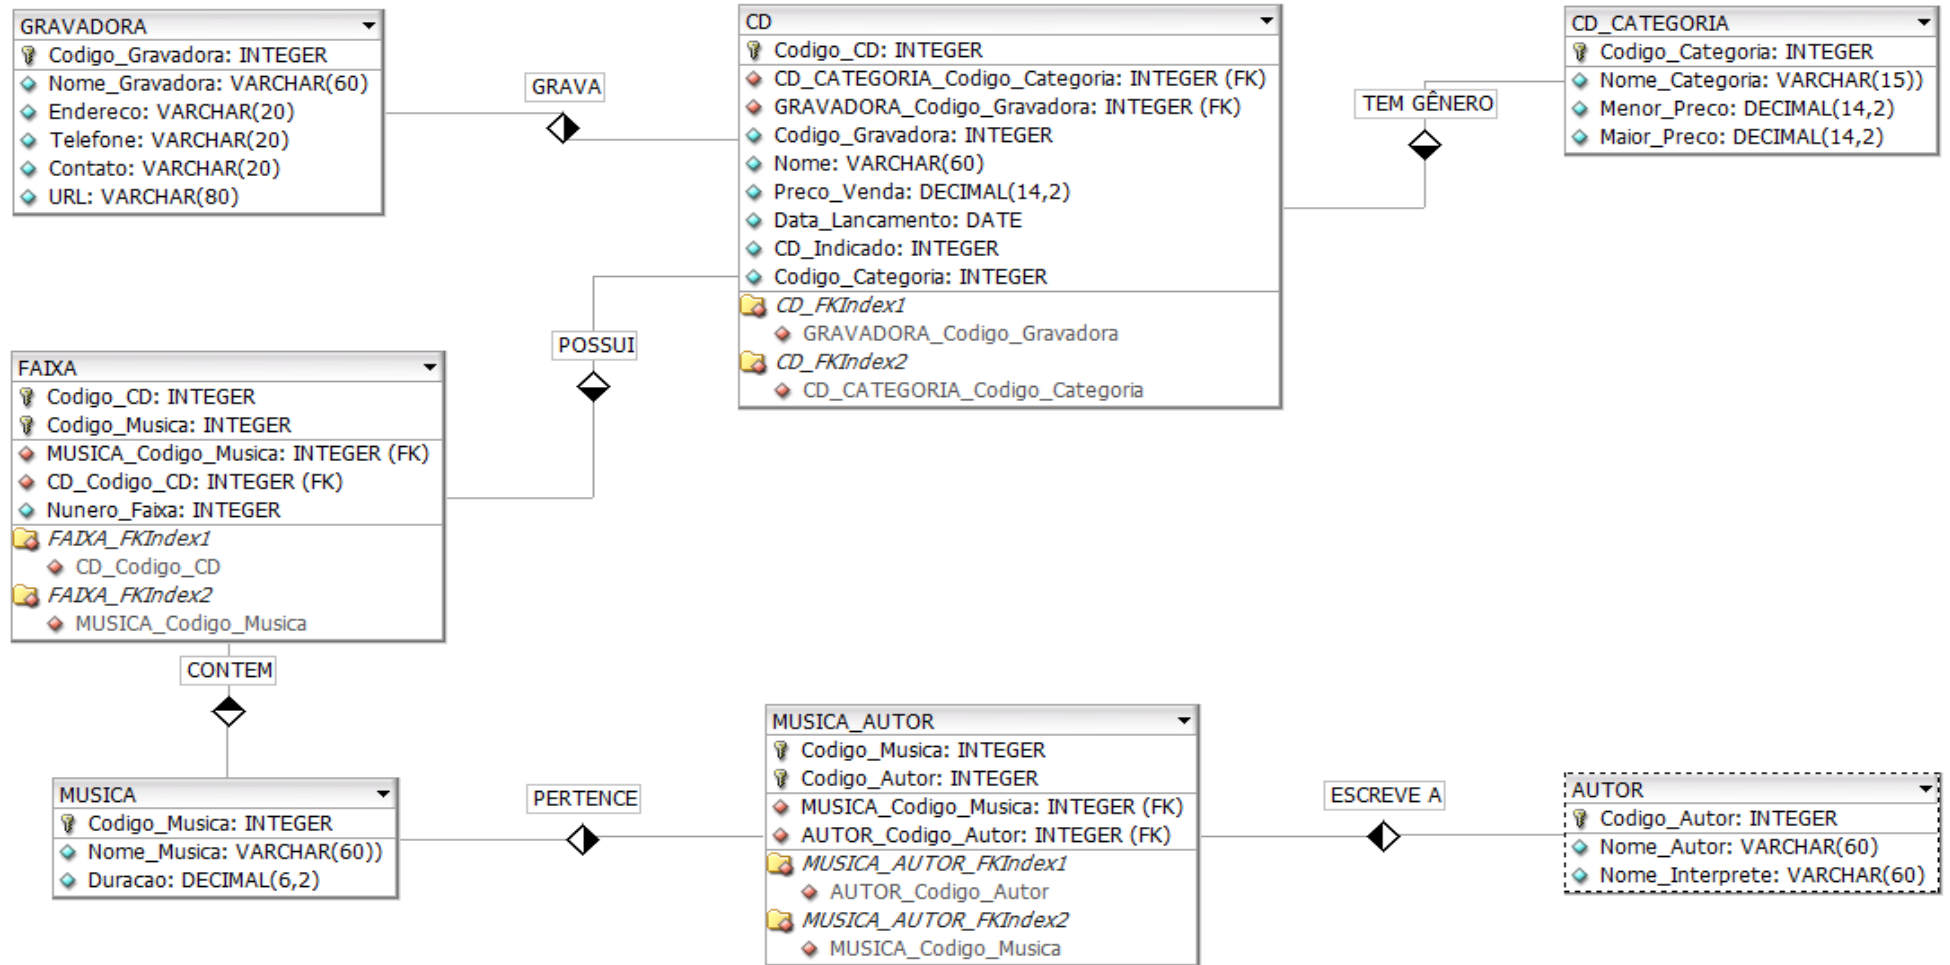 GRAVADORA
Codigo_Gravadora: INTEGER
Nome_Gravadora: VARCHAR(60)
Endereco: VARCHAR(20)
Telefone: VARCHAR(20)
Contato: VARCHAR(20)
URL: VARCHAR(80)
GRAVA
CD
Codigo_CD: INTEGER
CD_CATEGORIA_Codigo_Categoria: INTEGER (FK)
GRAVADORA_Codigo_Gravadora: INTEGER (FK)
Codigo_Gravadora: INTEGER
Nome: VARCHAR(60)
Preco_Venda: DECIMAL(14,2)
Data_Lancamento: DATE
CD_Indicado: INTEGER
Codigo_Categoria: INTEGER
CD_FKIndex1
GRAVADORA_Codigo_Gravadora
CD_FKIndex2
CD_CATEGORIA_Codigo_Categoria
TEM GÊNERO
CD_CATEGORIA
Codigo_Categoria: INTEGER
Nome_Categoria: VARCHAR(15))
Menor_Preco: DECIMAL(14,2)
Maior_Preco: DECIMAL(14,2)
POSSUI
FAIXA
Codigo_CD: INTEGER
Codigo_Musica: INTEGER
MUSICA_Codigo_Musica: INTEGER (FK)
CD_Codigo_CD: INTEGER (FK)
Nunero_Faixa: INTEGER
FAIXA_FKIndex1
CD_Codigo_CD
FAIXA_FKIndex2
MUSICA_Codigo_Musica
CONTEM
MUSICA
Codigo_Musica: INTEGER
Nome_Musica: VARCHAR(60))
Duracao: DECIMAL(6,2)
PERTENCE
MUSICA_AUTOR
Codigo_Musica: INTEGER
Codigo_Autor: INTEGER
MUSICA_Codigo_Musica: INTEGER (FK)
AUTOR_Codigo_Autor: INTEGER (FK)
MUSICA_AUTOR_FKIndex1
AUTOR_Codigo_Autor
MUSICA_AUTOR_FKIndex2
MUSICA_Codigo_Musica
ESCREVE A
AUTOR
Codigo_Autor: INTEGER
Nome_Autor: VARCHAR(60)
Nome_Interprete: VARCHAR(60)